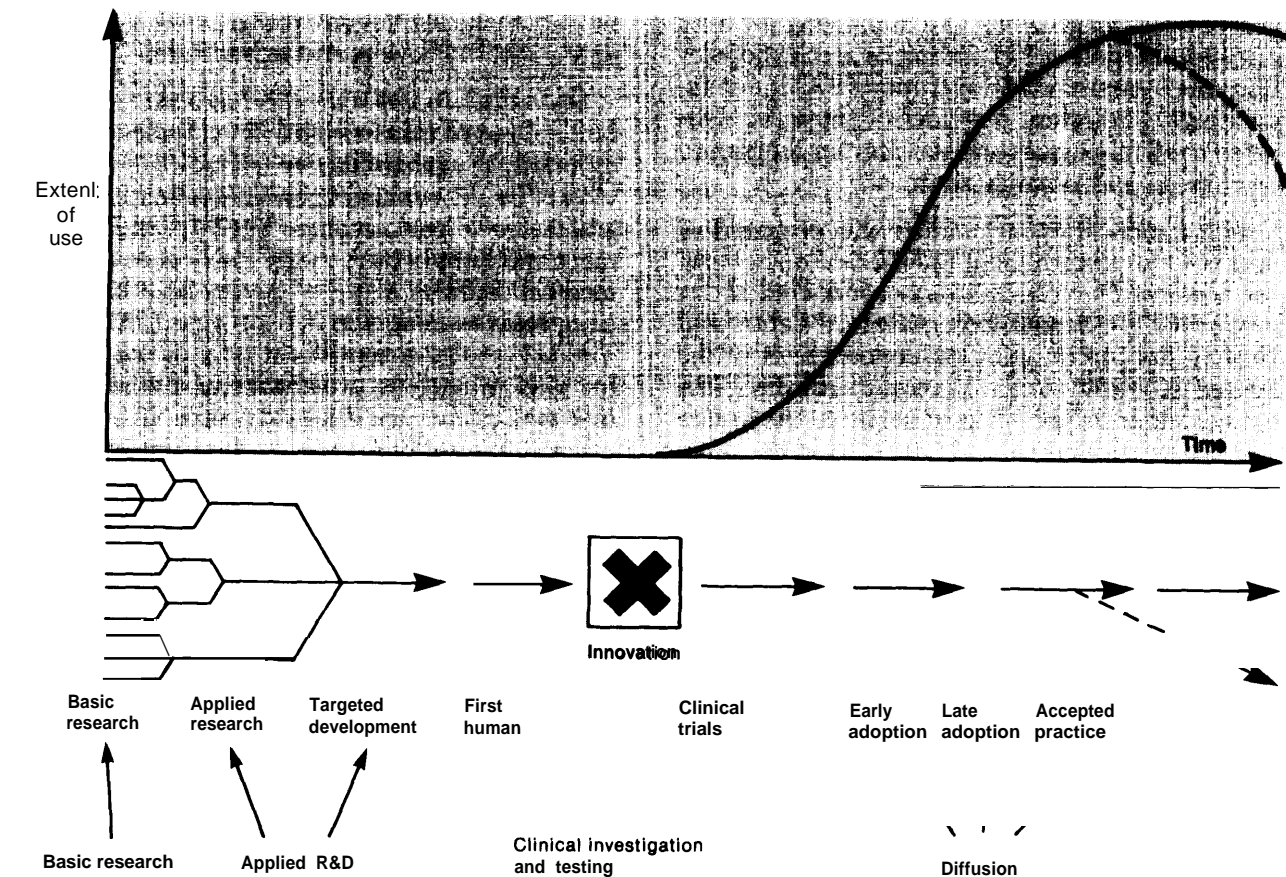 Extent
of
use
Time
Innovation
Basic
research
Applied
research
Targeted
development
First
human
Clinical
trials
Early
adoption
Late
adoption
Accepted
practice
Basic research
Applied R&D
Clinical investigation
and testing
Diffusion